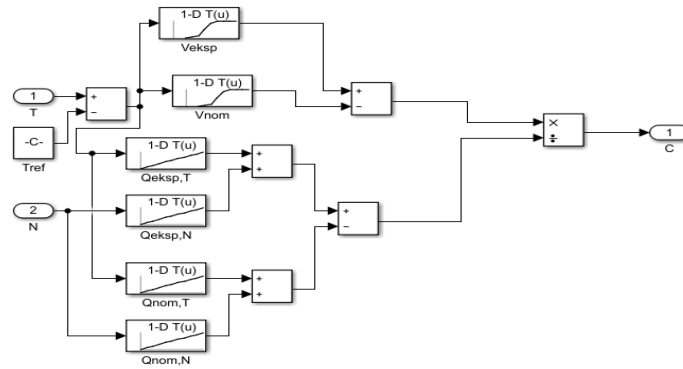 1-D T(u)
Veksp
1-D T(u)
Vnom
1
T
+
−
+
−
-C-
Tref
×
÷
1
C
1-D T(u)
Qeksp,T
+
+
2
N
1-D T(u)
Qeksp,N
+
−
1-D T(u)
Qnom,T
+
+
1-D T(u)
Qnom,N